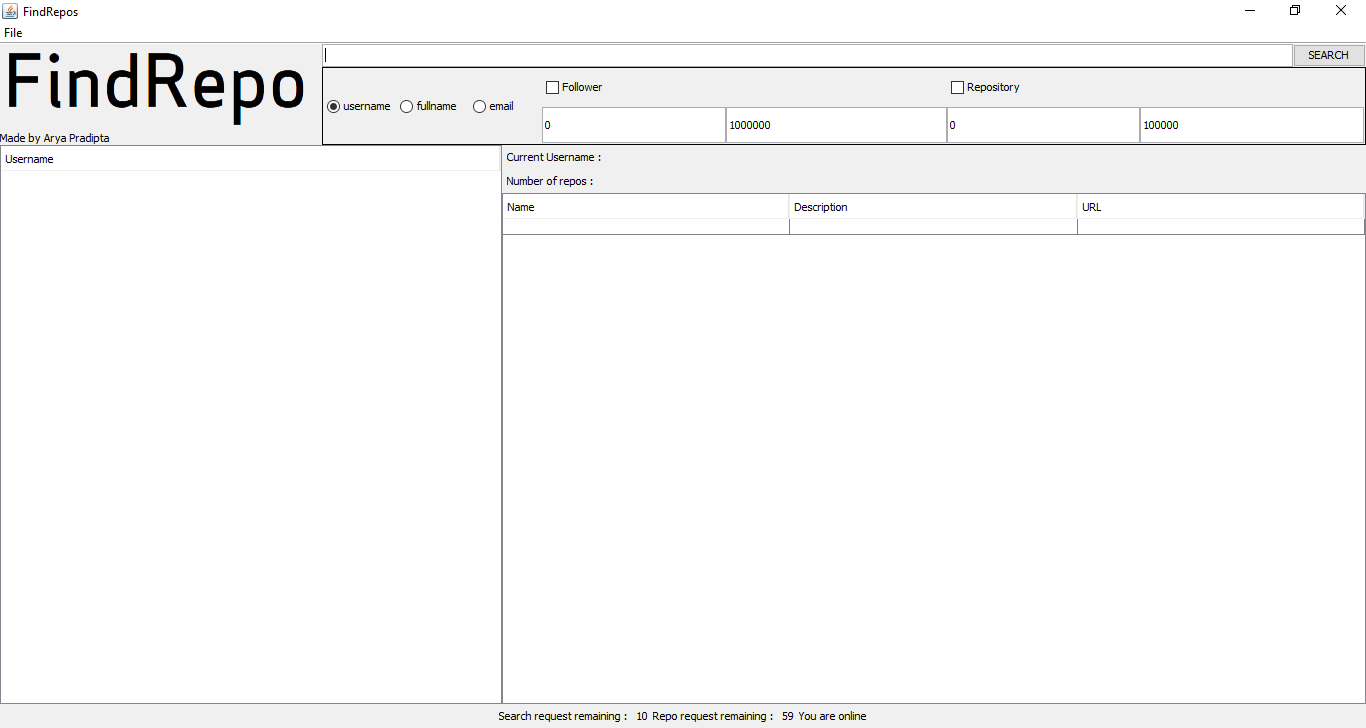 FindRepos
File
FindRepo
Made by Arya Pradipta
SEARCH
username fullname email
Follower
Repository
0 1000000 0 100000
Username
Current Username :
Number of repos :
Name Description URL
Search request remaining : 10 Repo request remaining : 59 You are online